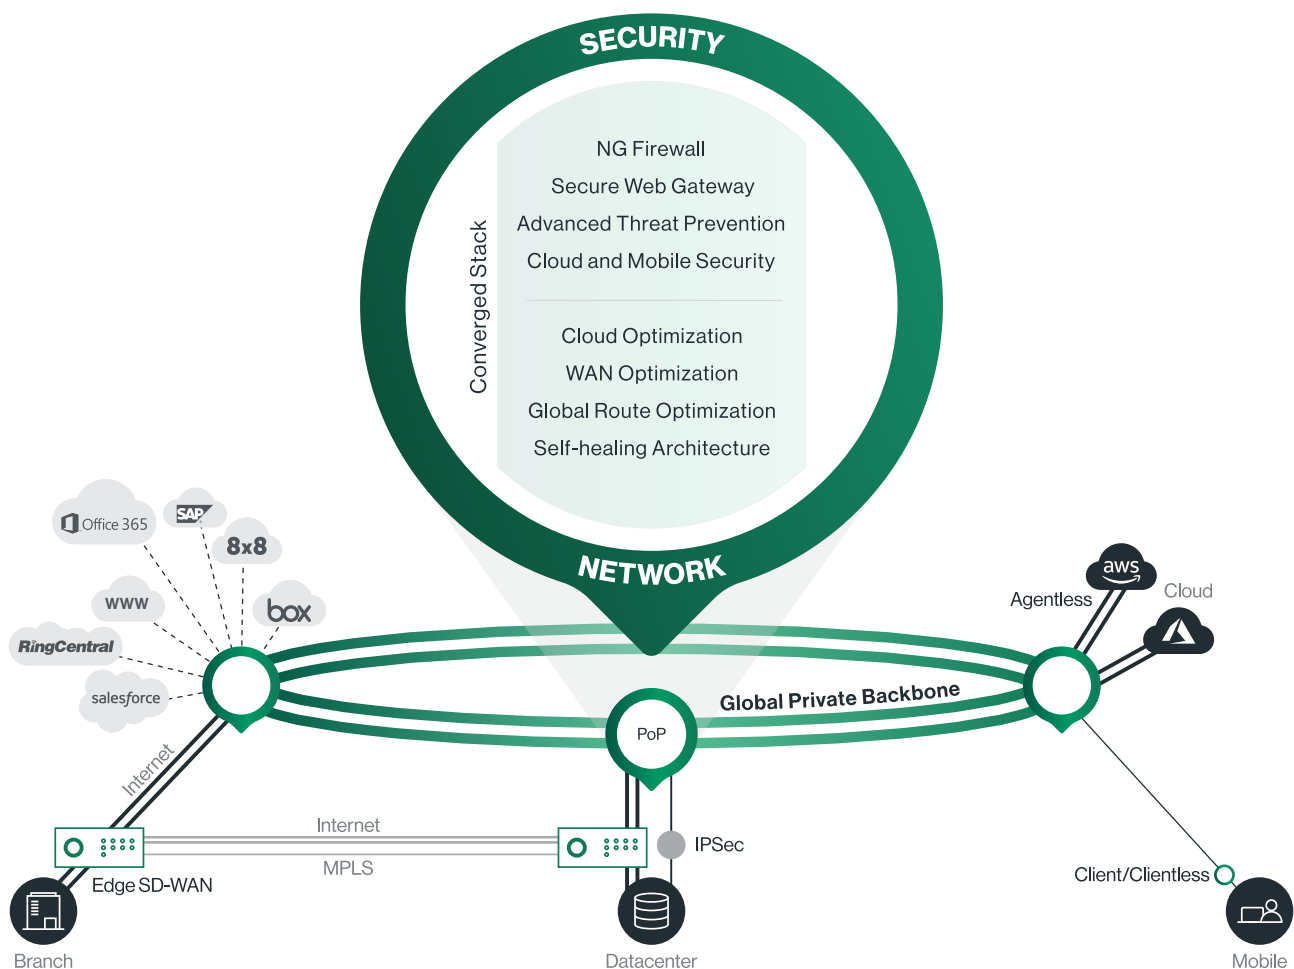 SECURITY
NG Firewall
Secure Web Gateway
Advanced Threat Prevention
Cloud and Mobile Security
Converged Stack
Cloud Optimization
WAN Optimization
Global Route Optimization
Self-healing Architecture
NETWORK
Office 365
SAP
8x8
www
box
RingCentral
salesforce
aws
Agentless
Cloud
Global Private Backbone
PoP
Internet
Internet
MPLS
IPSec
Edge SD-WAN
Client/Clientless
Branch
Datacenter
Mobile